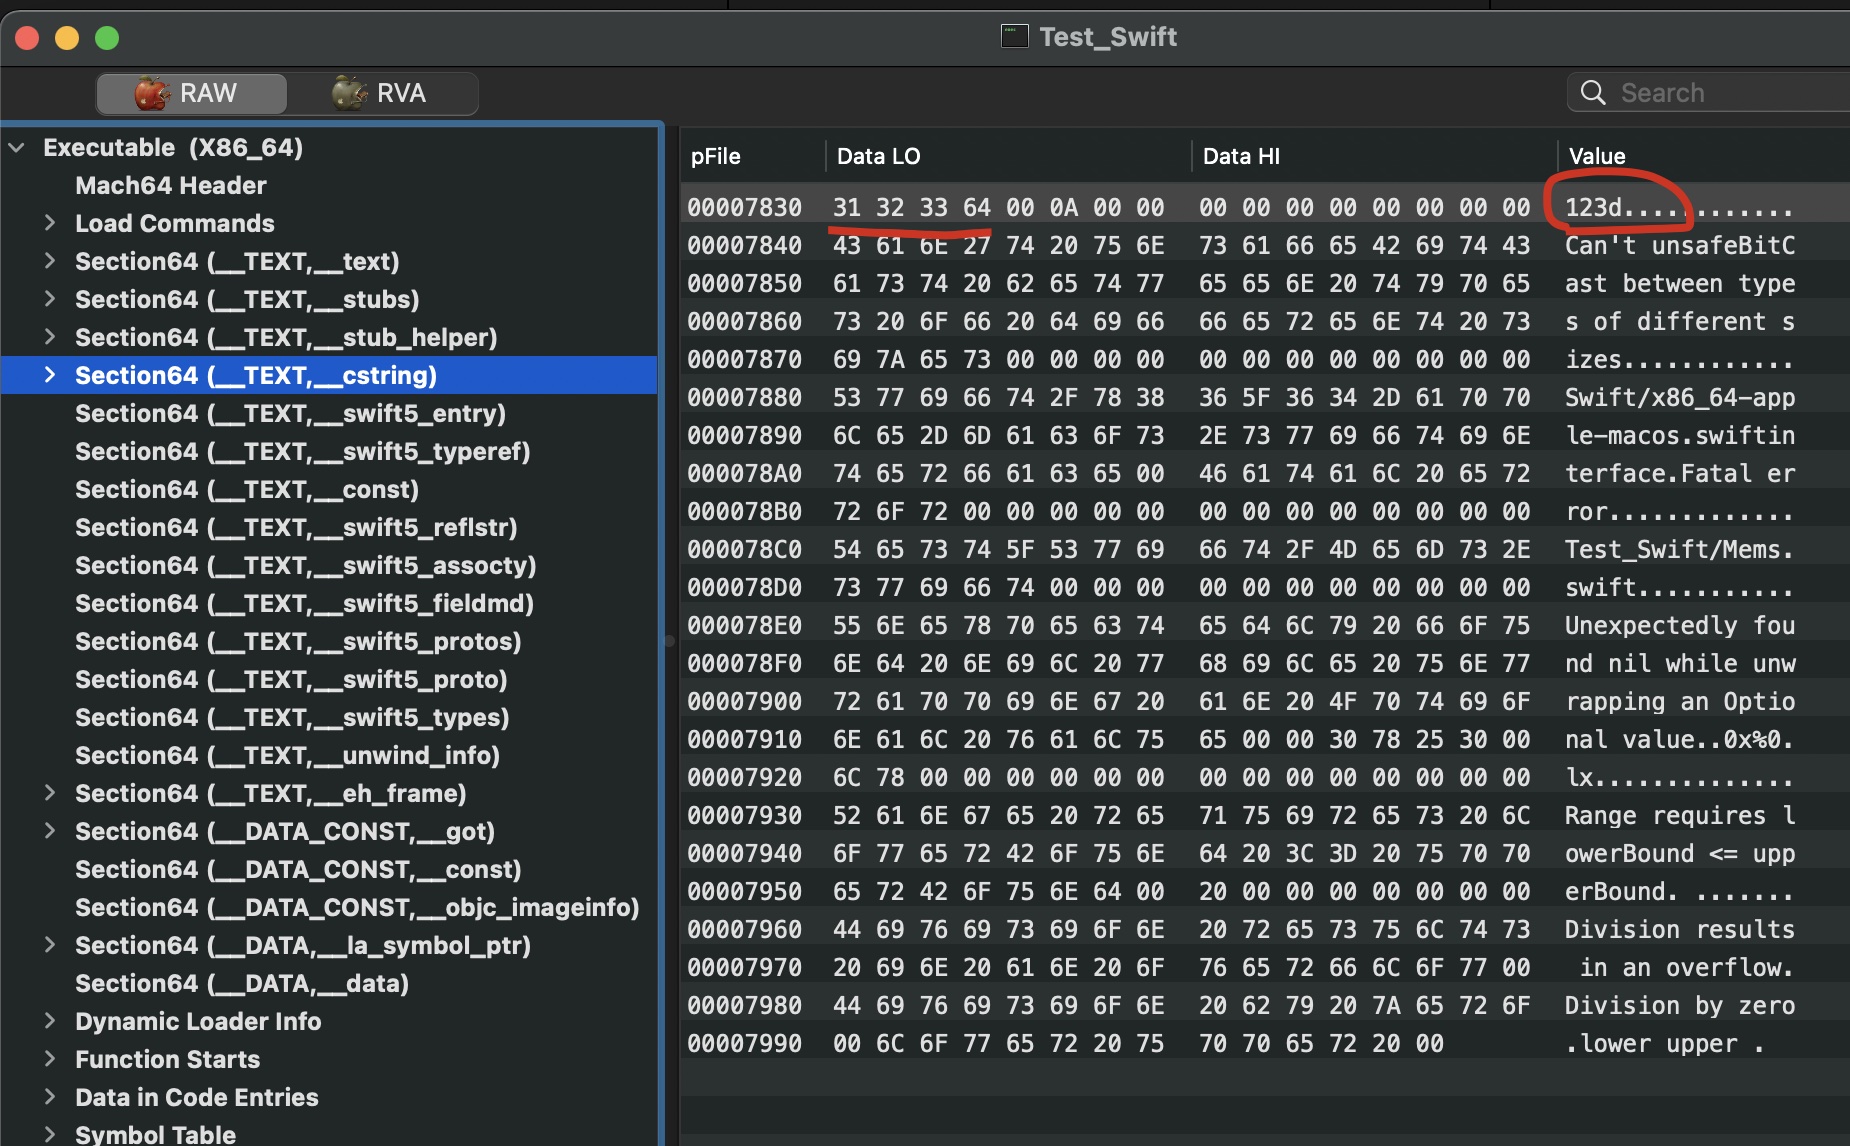 Test_Swift
RAW
RVA
Search
Executable (X86_64)
Mach64 Header
Load Commands
Section64 (__TEXT,__text)
Section64 (__TEXT,__stubs)
Section64 (__TEXT,__stub_helper)
Section64 (__TEXT,__cstring)
Section64 (__TEXT,__swift5_entry)
Section64 (__TEXT,__swift5_typeref)
Section64 (__TEXT,__const)
Section64 (__TEXT,__swift5_reflstr)
Section64 (__TEXT,__swift5_assocty)
Section64 (__TEXT,__swift5_fieldmd)
Section64 (__TEXT,__swift5_protos)
Section64 (__TEXT,__swift5_proto)
Section64 (__TEXT,__swift5_types)
Section64 (__TEXT,__unwind_info)
Section64 (__TEXT,__eh_frame)
Section64 (__DATA_CONST,__got)
Section64 (__DATA_CONST,__const)
Section64 (__DATA_CONST,__objc_imageinfo)
Section64 (__DATA,__la_symbol_ptr)
Section64 (__DATA,__data)
Dynamic Loader Info
Function Starts
Data in Code Entries
Symbol Table
pFile Data LO Data HI Value
00007830 31 32 33 64 00 0A 00 00 00 00 00 00 00 00 00 00 123d............
00007840 43 61 6E 27 74 20 75 6E 73 61 66 65 42 69 74 43 Can't unsafeBitC
00007850 61 73 74 20 62 65 74 77 65 65 6E 20 74 79 70 65 ast between type
00007860 73 20 6F 66 20 64 69 66 66 65 72 65 6E 74 20 73 s of different s
00007870 69 7A 65 73 00 00 00 00 00 00 00 00 00 00 00 00 izes............
00007880 53 77 69 66 74 2F 78 38 36 5F 36 34 2D 61 70 70 Swift/x86_64-app
00007890 6C 65 2D 6D 61 63 6F 73 2E 73 77 69 66 74 69 6E le-macos.swiftin
000078A0 74 65 72 66 61 63 65 00 46 61 74 61 6C 20 65 72 terface.Fatal er
000078B0 72 6F 72 00 00 00 00 00 00 00 00 00 00 00 00 00 ror.............
000078C0 54 65 73 74 5F 53 77 69 66 74 2F 4D 65 6D 73 2E Test_Swift/Mems.
000078D0 73 77 69 66 74 00 00 00 00 00 00 00 00 00 00 00 swift...........
000078E0 55 6E 65 78 70 65 63 74 65 64 6C 79 20 66 6F 75 Unexpectedly fou
000078F0 6E 64 20 6E 69 6C 20 77 68 69 6C 65 20 75 6E 77 nd nil while unw
00007900 72 61 70 70 69 6E 67 20 61 6E 20 4F 70 74 69 6F rapping an Optio
00007910 6E 61 6C 20 76 61 6C 75 65 00 00 30 78 25 30 00 nal value..0x%0.
00007920 6C 78 00 00 00 00 00 00 00 00 00 00 00 00 00 00 lx..............
00007930 52 61 6E 67 65 20 72 65 71 75 69 72 65 73 20 6C Range requires l
00007940 6F 77 65 72 42 6F 75 6E 64 20 3C 3D 20 75 70 70 owerBound <= upp
00007950 65 72 42 6F 75 6E 64 00 20 00 00 00 00 00 00 00 erBound. .......
00007960 44 69 76 69 73 69 6F 6E 20 72 65 73 75 6C 74 73 Division results
00007970 20 69 6E 20 61 6E 20 6F 76 65 72 66 6C 6F 77 00 in an overflow.
00007980 44 69 76 69 73 69 6F 6E 20 62 79 20 7A 65 72 6F Division by zero
00007990 00 6C 6F 77 65 72 20 75 70 70 65 72 20 00 .lower upper .